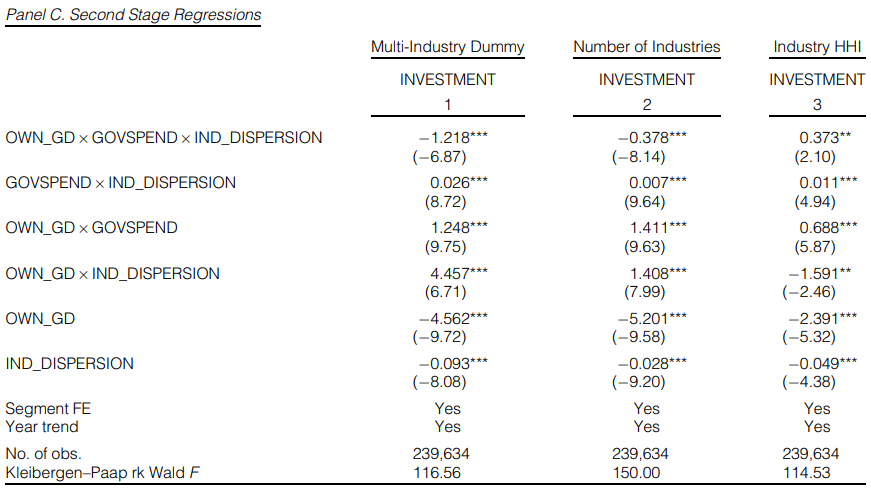 Panel C. Second Stage Regressions
Multi-Industry Dummy Number of Industries Industry HHI
INVESTMENT INVESTMENT INVESTMENT
1 2 3
OWN_GD × GOVSPEND × IND_DISPERSION −1.218*** −0.378*** 0.373**
(−6.87) (−8.14) (2.10)
GOVSPEND × IND_DISPERSION 0.026*** 0.007*** 0.011***
(8.72) (9.64) (4.94)
OWN_GD × GOVSPEND 1.248*** 1.411*** 0.688***
(9.75) (9.63) (5.87)
OWN_GD × IND_DISPERSION 4.457*** 1.408*** −1.591**
(6.71) (7.99) (−2.46)
OWN_GD −4.562*** −5.201*** −2.391***
(−9.72) (−9.58) (−5.32)
IND_DISPERSION −0.093*** −0.028*** −0.049***
(−8.08) (−9.20) (−4.38)
Segment FE Yes Yes Yes
Year trend Yes Yes Yes
No. of obs. 239,634 239,634 239,634
Kleibergen–Paap rk Wald F 116.56 150.00 114.53